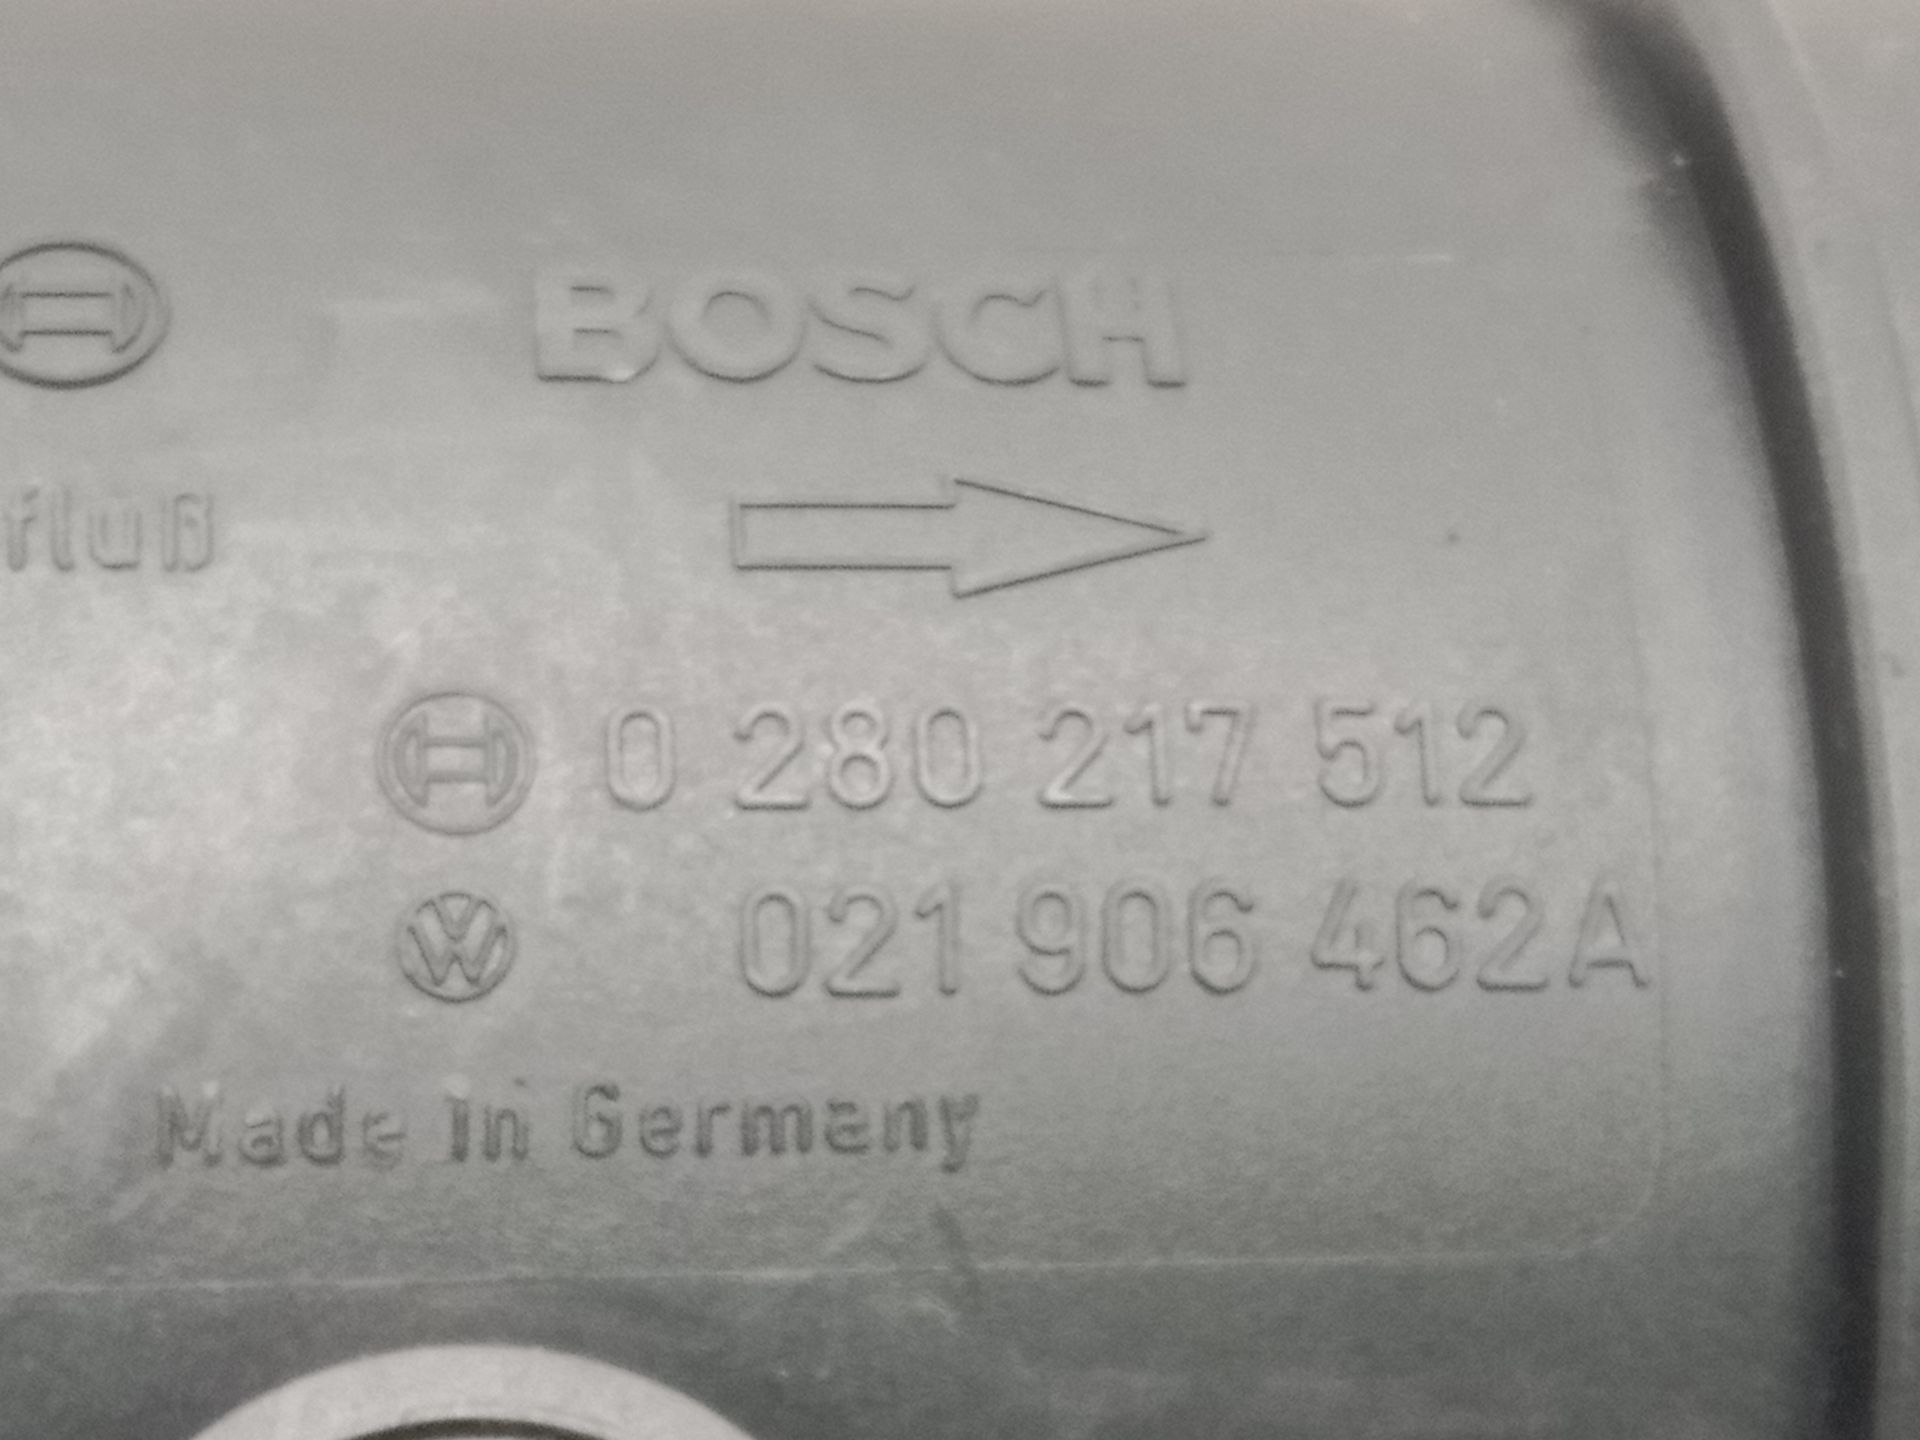 BOSCH
fluß
0 280 217 512
021 906 462A
Made in Germany